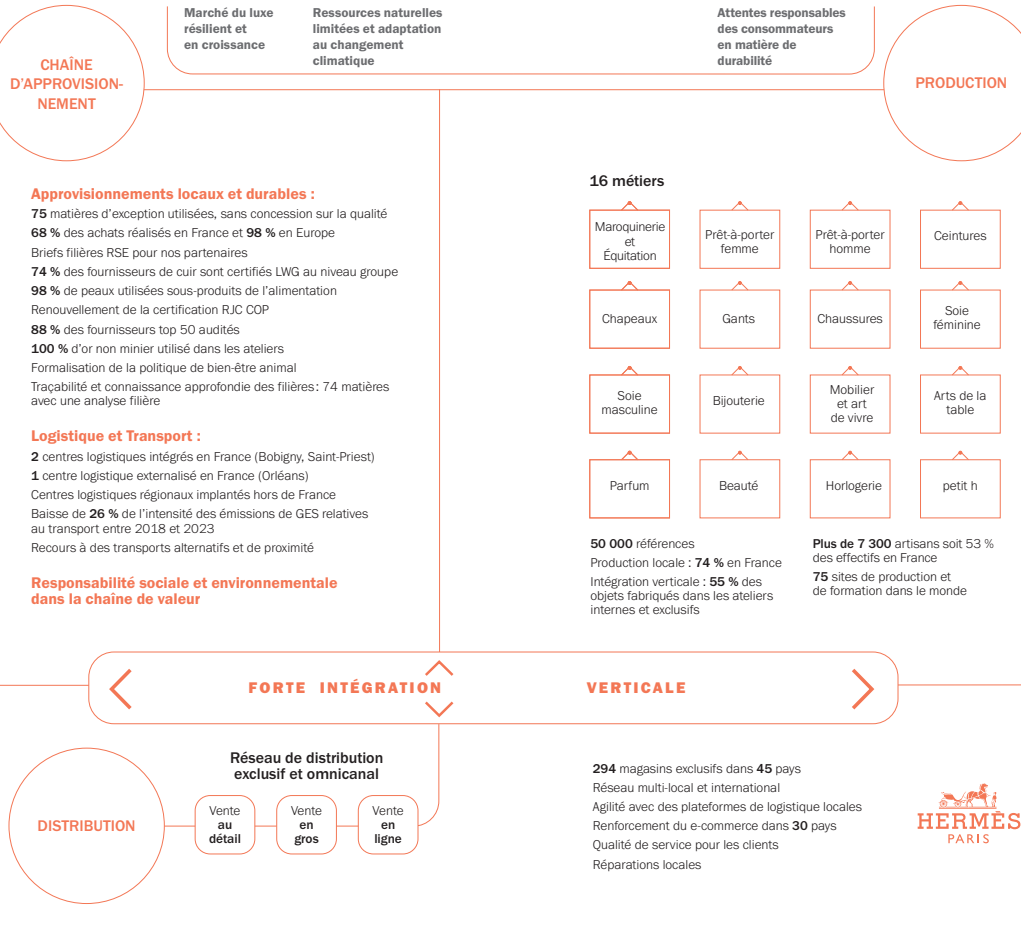 Marché du luxe
résilient et
en croissance
Ressources naturelles
limitées et adaptation
au changement
climatique
Attentes responsables
des consommateurs
en matière de
durabilité
CHAÎNE
D'APPROVISION-
NEMENT
PRODUCTION
Approvisionnements locaux et durables :
75 matières d'exception utilisées, sans concession sur la qualité
68 % des achats réalisés en France et 98 % en Europe
Briefs filières RSE pour nos partenaires
74 % des fournisseurs de cuir sont certifiés LWG au niveau groupe
98 % de peaux utilisées sous-produits de l'alimentation
Renouvellement de la certification RJC COP
88 % des fournisseurs top 50 audités
100 % d'or non minier utilisé dans les ateliers
Formalisation de la politique de bien-être animal
Traçabilité et connaissance approfondie des filières : 74 matières
avec une analyse filière
Logistique et Transport :
2 centres logistiques intégrés en France (Bobigny, Saint-Priest)
1 centre logistique externalisé en France (Orléans)
Centres logistiques régionaux implantés hors de France
Baisse de 26 % de l'intensité des émissions de GES relatives
au transport entre 2018 et 2023
Recours à des transports alternatifs et de proximité
Responsabilité sociale et environnementale
dans la chaîne de valeur
16 métiers
Maroquinerie
et
Équitation
Prêt-à-porter
femme
Prêt-à-porter
homme
Ceintures
Chapeaux
Gants
Chaussures
Soie
féminine
Soie
masculine
Bijouterie
Mobilier
et art
de vivre
Arts de la
table
Parfum
Beauté
Horlogerie
petit h
50 000 références
Production locale : 74 % en France
Intégration verticale : 55 % des
objets fabriqués dans les ateliers
internes et exclusifs
Plus de 7 300 artisans soit 53 %
des effectifs en France
75 sites de production et
de formation dans le monde
FORTE INTÉGRATION VERTICALE
DISTRIBUTION
Réseau de distribution
exclusif et omnicanal
Vente
au
détail
Vente
en
gros
Vente
en
ligne
294 magasins exclusifs dans 45 pays
Réseau multi-local et international
Agilité avec des plateformes de logistique locales
Renforcement du e-commerce dans 30 pays
Qualité de service pour les clients
Réparations locales
HERMÈS
PARIS